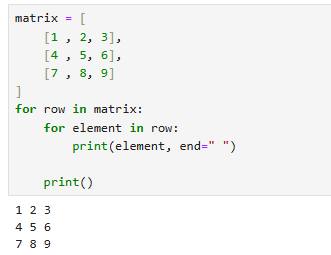 matrix = [
    [1 , 2, 3],
    [4 , 5, 6],
    [7 , 8, 9]
]
for row in matrix:
    for element in row:
        print(element, end=" ")

    print()
1 2 3
4 5 6
7 8 9